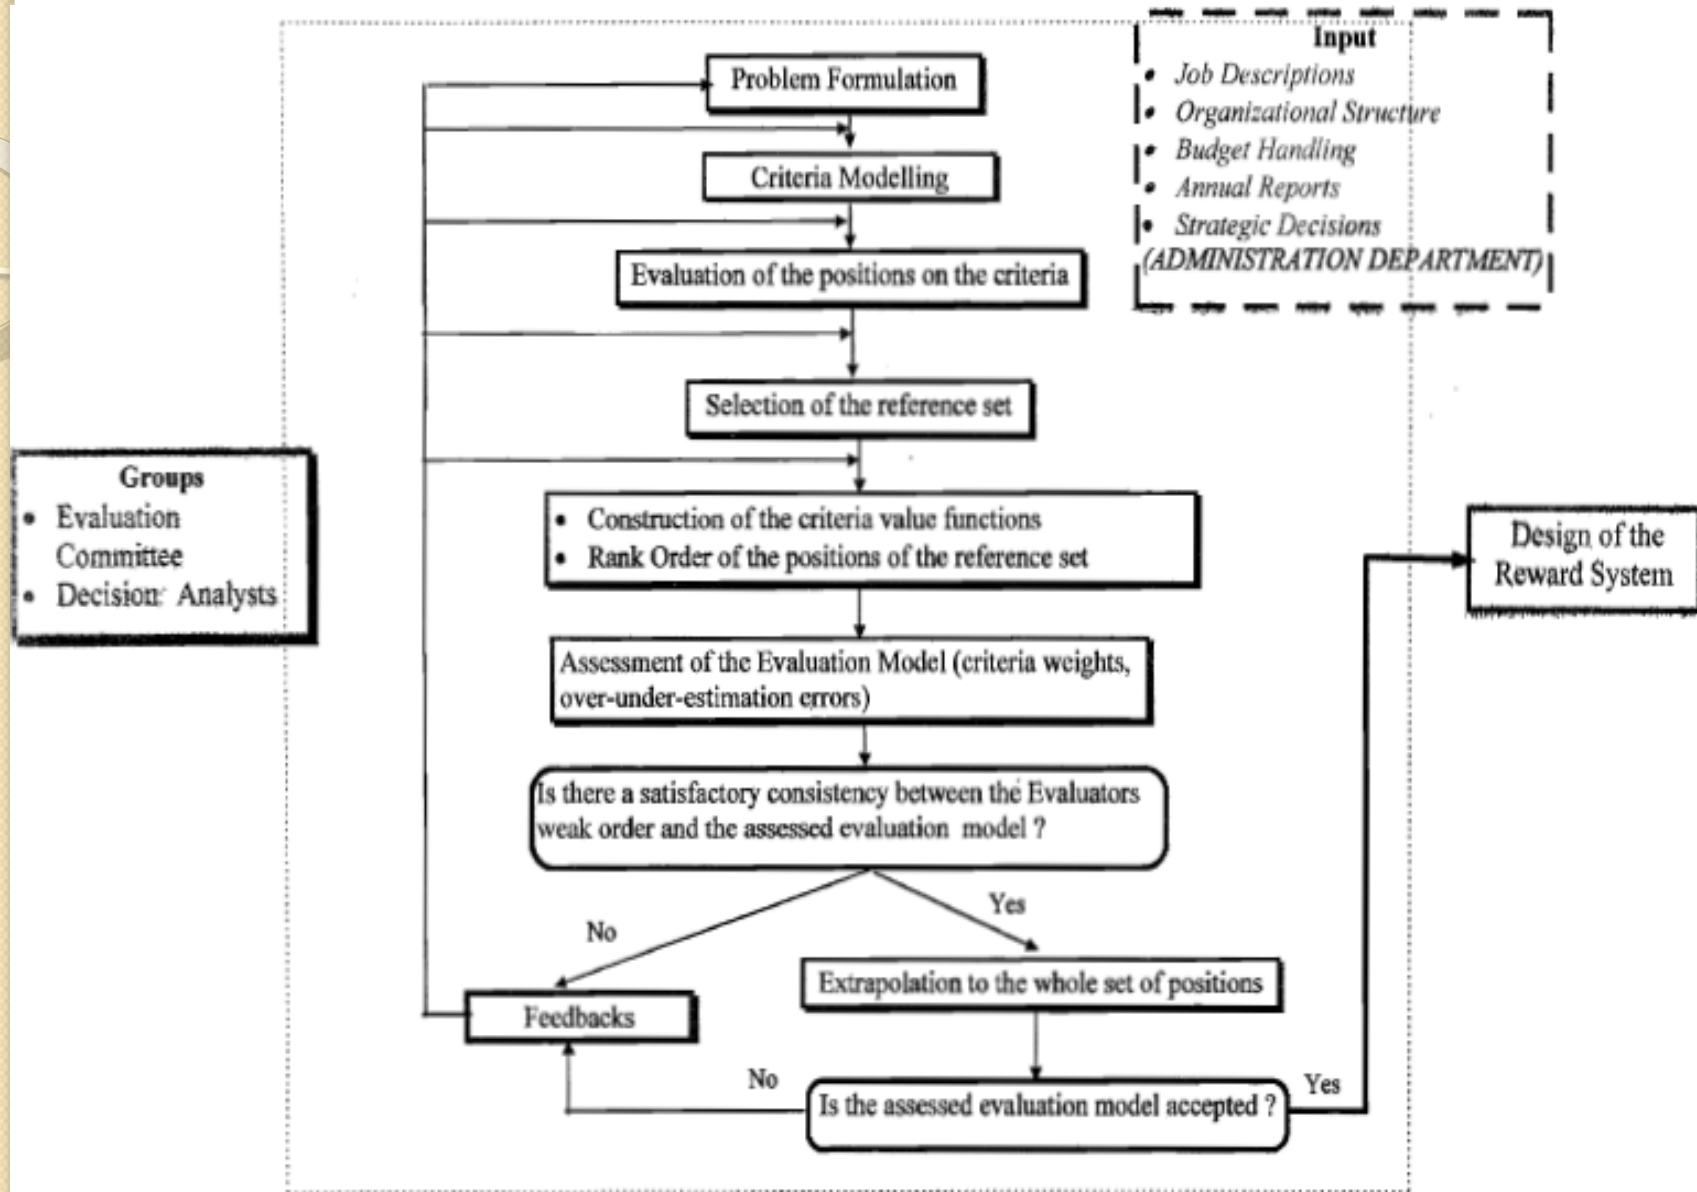 Input
• Job Descriptions
• Organizational Structure
• Budget Handling
• Annual Reports
• Strategic Decisions
(ADMINISTRATION DEPARTMENT)
Problem Formulation
Criteria Modelling
Evaluation of the positions on the criteria
Selection of the reference set
Groups
• Evaluation
Committee
• Decision: Analysts
• Construction of the criteria value functions
• Rank Order of the positions of the reference set
Design of the
Reward System
Assessment of the Evaluation Model (criteria weights,
over-under-estimation errors)
Is there a satisfactory consistency between the Evaluators
weak order and the assessed evaluation model ?
No
Yes
Extrapolation to the whole set of positions
Feedbacks
No
Is the assessed evaluation model accepted ?
Yes